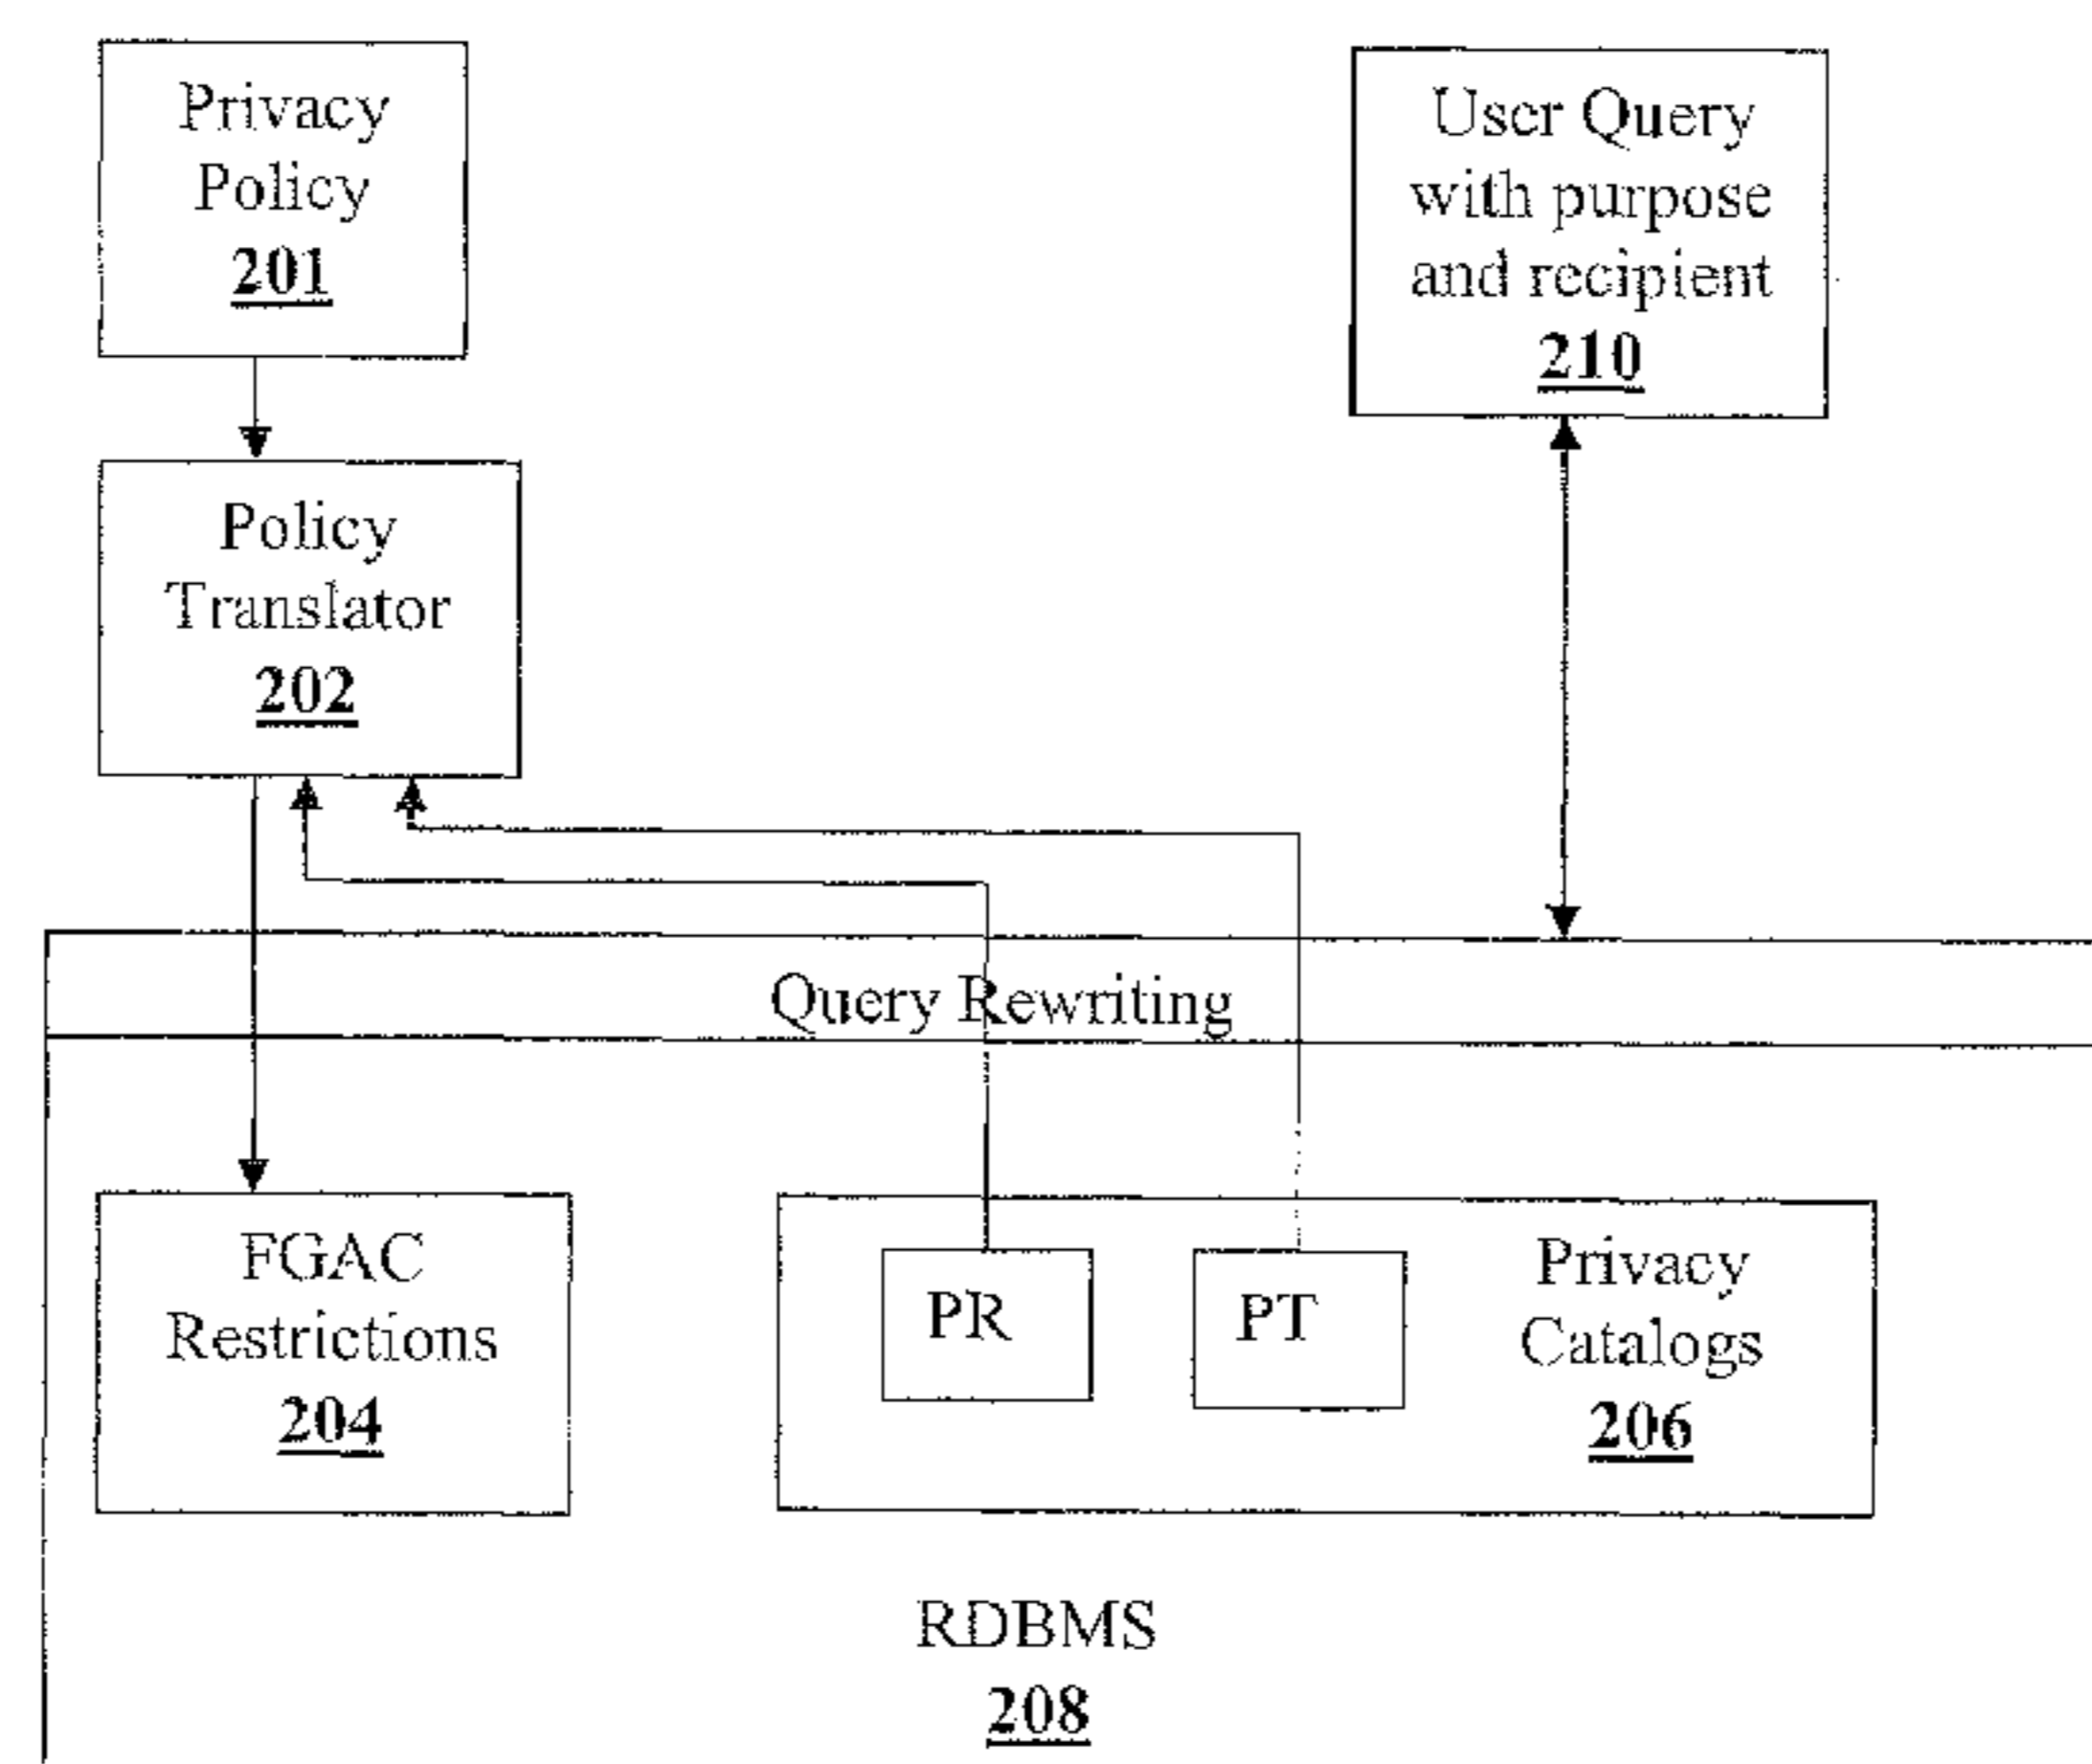 Privacy
Policy
201
User Query
with purpose
and recipient
210
Policy
Translator
202
Query Rewriting
FGAC
Restrictions
204
PR
PT
Privacy
Catalogs
206
RDBMS
208